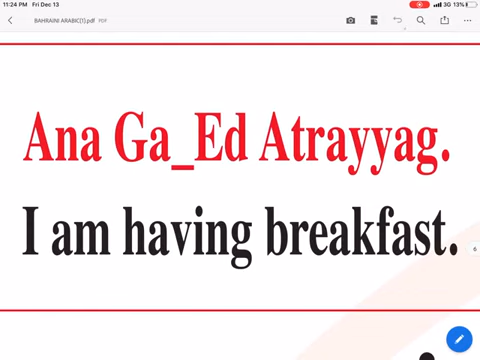 11:24 PM Fri Dec 13
3G 13%
BAHRAINI ARABIC[1].pdf PDF
Ana Ga_Ed Atrayyag.
I am having breakfast.
6